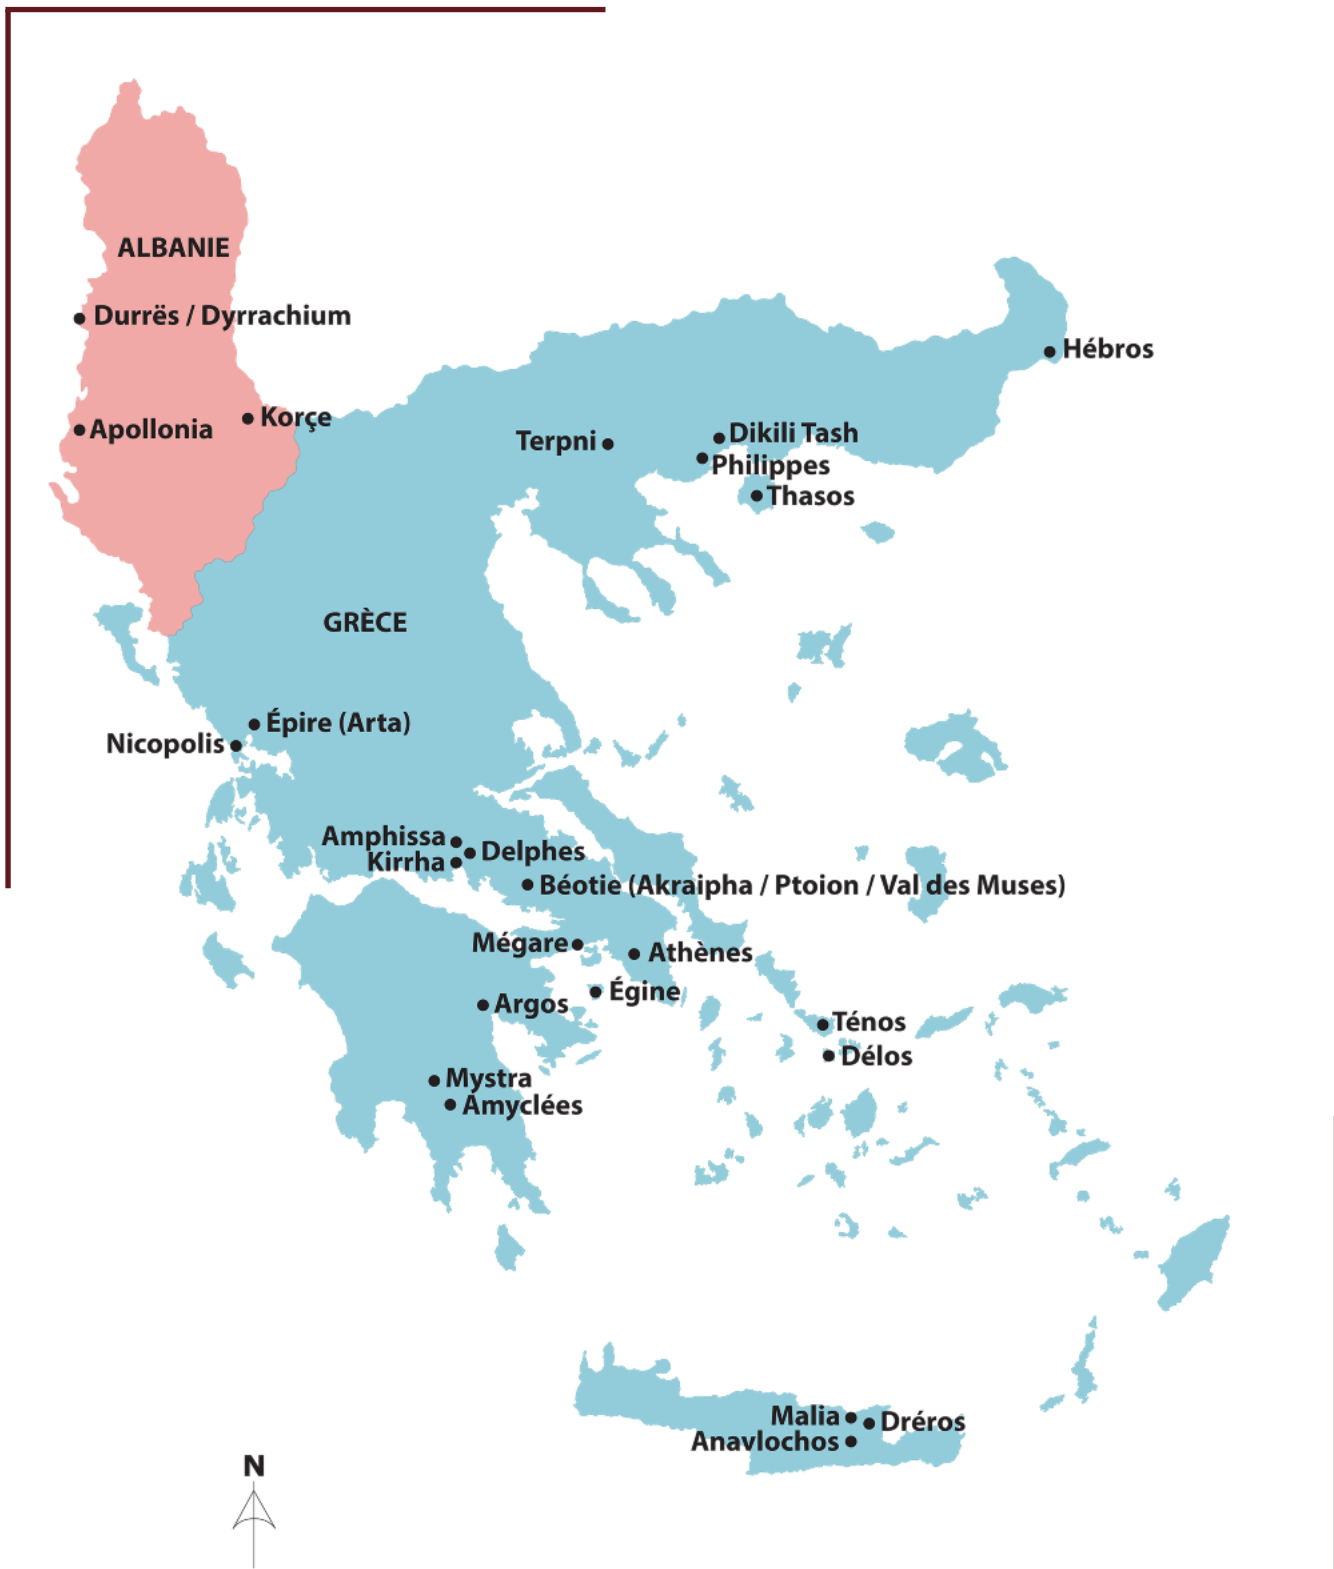 ALBANIE
Durrës / Dyrrachium
Hébros
Korçe
Apollonia
Dikili Tash
Terpni
Philippes
Thasos
GRÈCE
Épire (Arta)
Nicopolis
Amphissa
Delphes
Kirrha
Béotie (Akraipha / Ptoion / Val des Muses)
Mégare
Athènes
Égine
Argos
Ténos
Délos
Mystra
Amyclées
Malia
Dréros
Anavlochos
N